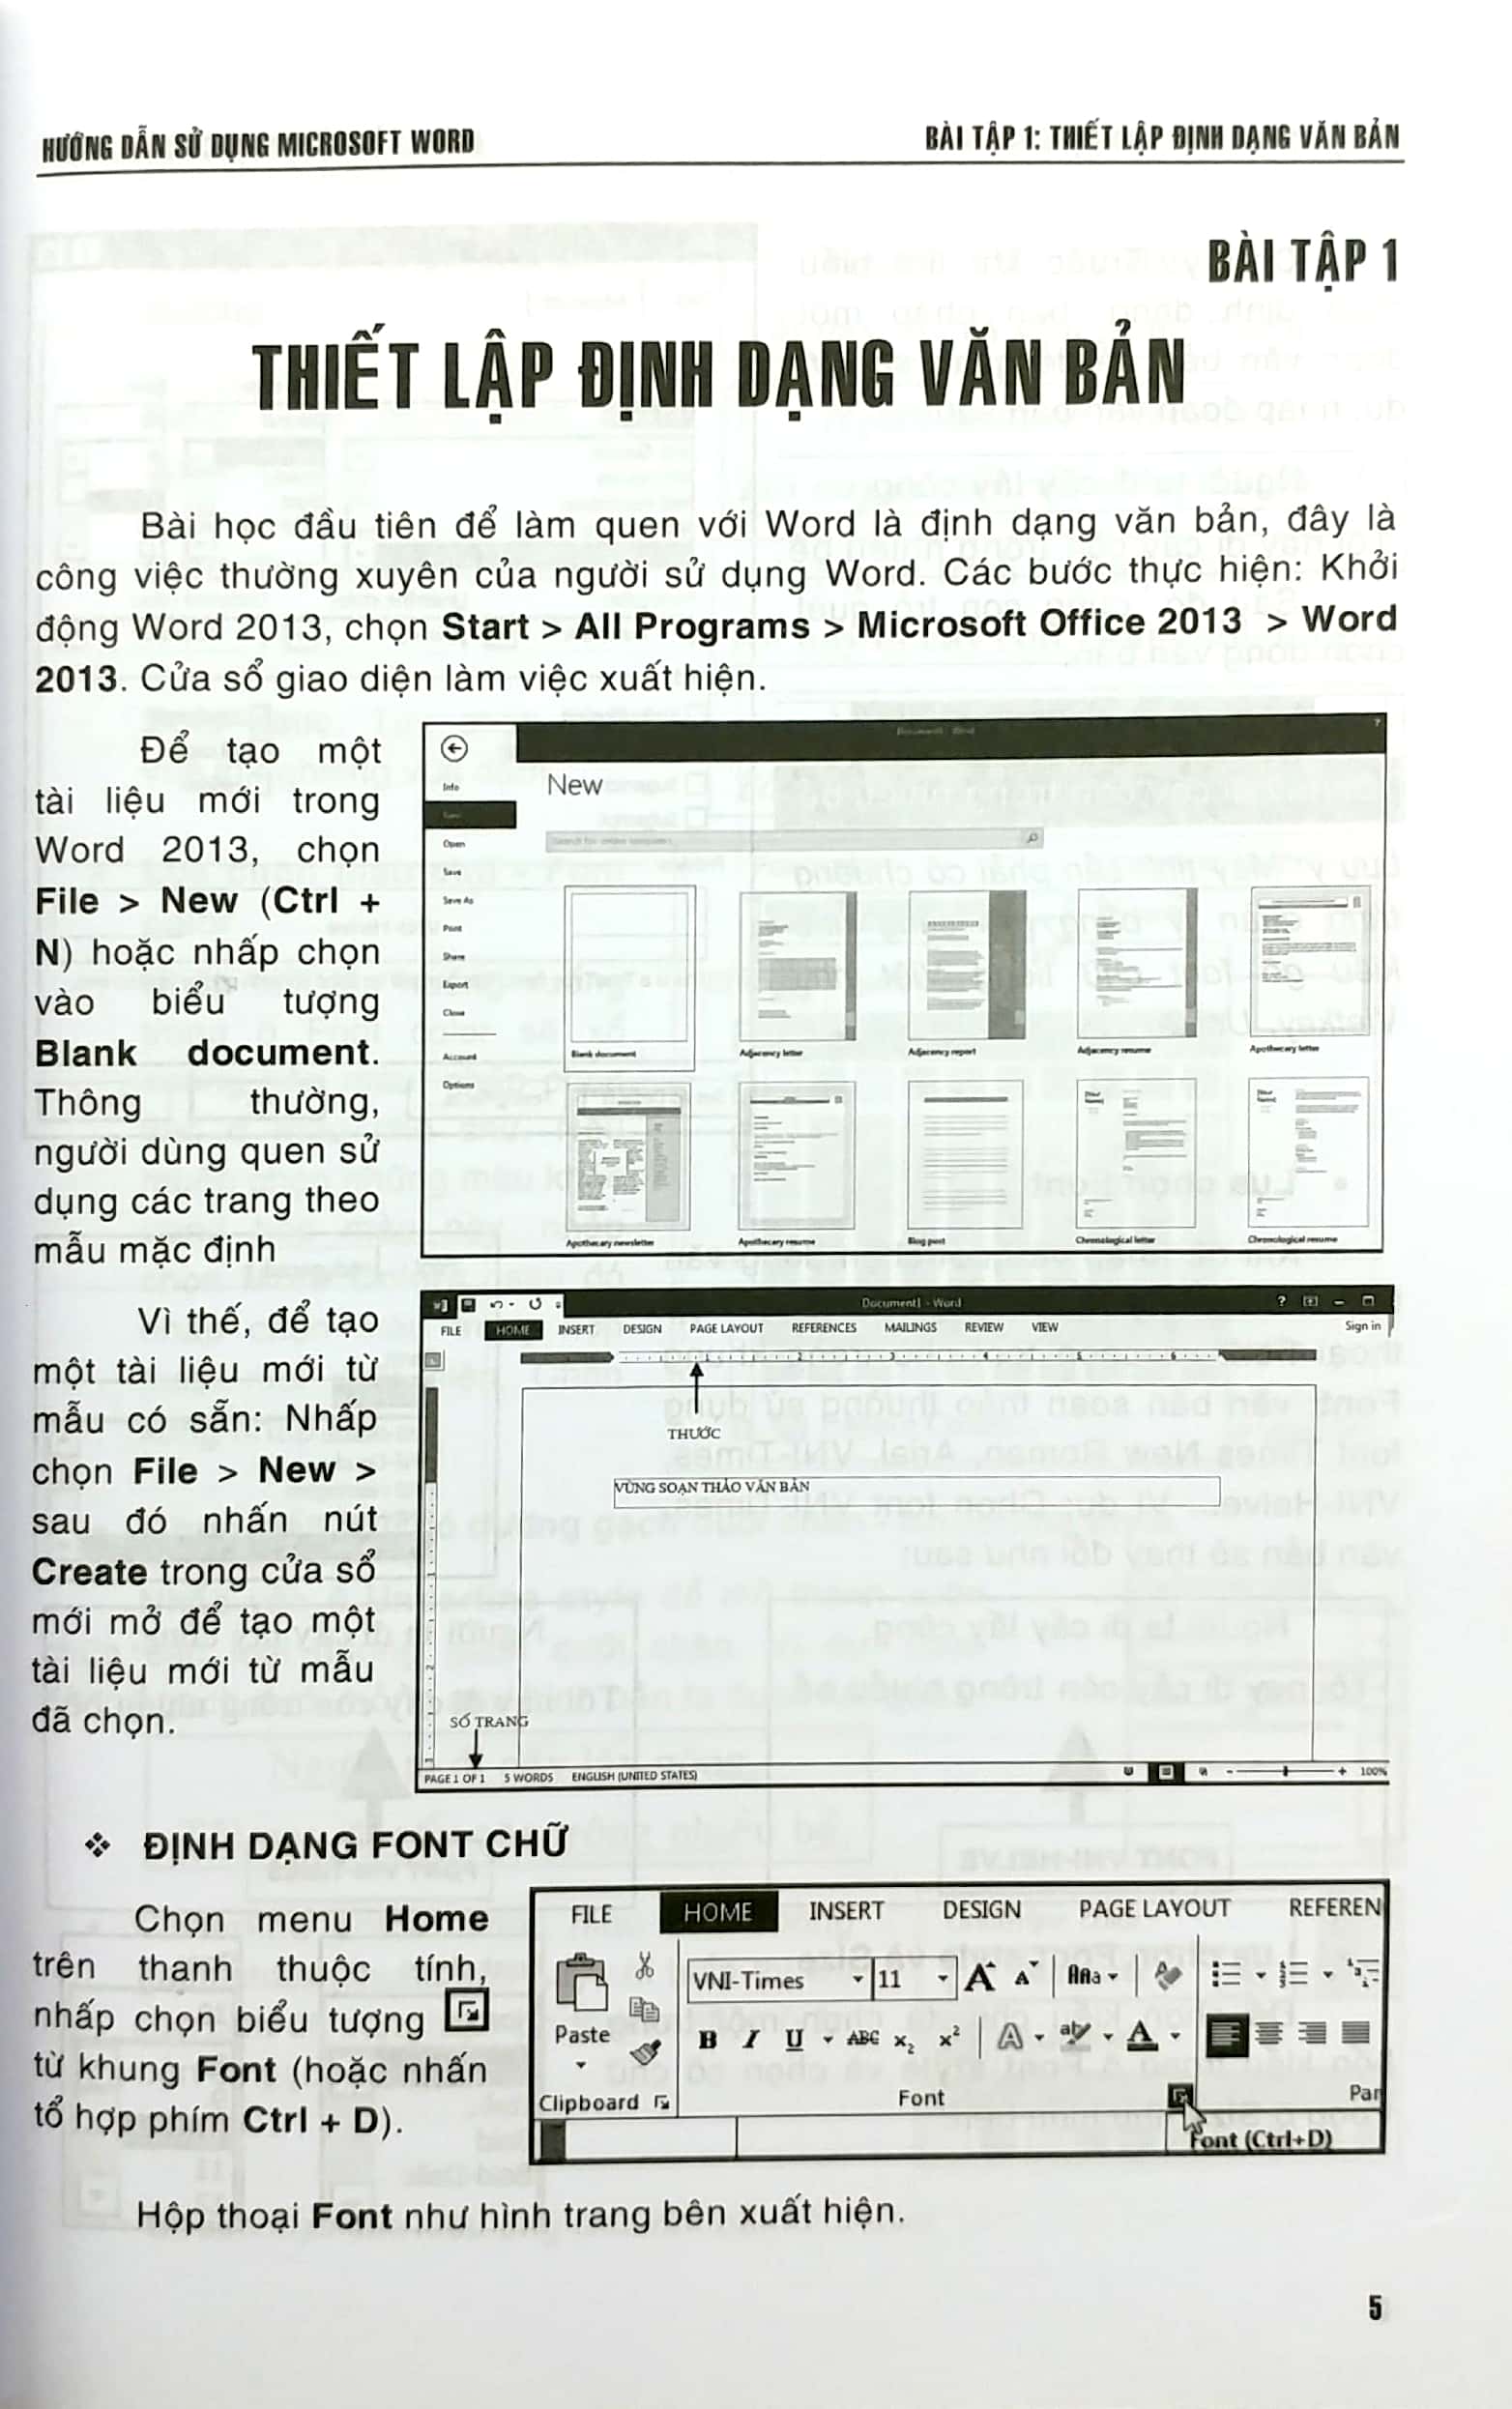 HƯỚNG DẪN SỬ DỤNG MICROSOFT WORD
BÀI TẬP 1: THIẾT LẬP ĐỊNH DẠNG VĂN BẢN
BÀI TẬP 1
THIẾT LẬP ĐỊNH DẠNG VĂN BẢN
Bài học đầu tiên để làm quen với Word là định dạng văn bản, đây là
công việc thường xuyên của người sử dụng Word. Các bước thực hiện: Khởi
động Word 2013, chọn Start > All Programs > Microsoft Office 2013 > Word
2013. Cửa sổ giao diện làm việc xuất hiện.
Để tạo một
tài liệu mới trong
Word 2013, chọn
File > New (Ctrl +
N) hoặc nhấp chọn
vào biểu tượng
Blank document.
Thông thường,
người dùng quen sử
dụng các trang theo
mẫu mặc định
Document1 - Word
?
New
Info
Open
Save
Save As
Print
Share
Export
Close
Account
Options
Blank document
Adjacency letter
Adjacency report
Adjacency resume
Apothecary letter
Apothecary newsletter
Apothecary resume
Blog post
Chronological letter
Chronological resume
Vì thế, để tạo
một tài liệu mới từ
mẫu có sẵn: Nhấp
chọn File > New >
sau đó nhấn nút
Create trong cửa sổ
mới mở để tạo một
tài liệu mới từ mẫu
đã chọn.
Document1 - Word
?
FILE HOME INSERT DESIGN PAGE LAYOUT REFERENCES MAILINGS REVIEW VIEW Sign in
THƯỚC
VÙNG SOẠN THẢO VĂN BẢN
SỐ TRANG
PAGE 1 OF 1 5 WORDS ENGLISH (UNITED STATES) 100%
❖ ĐỊNH DẠNG FONT CHỮ
Chọn menu Home
trên thanh thuộc tính,
nhấp chọn biểu tượng
từ khung Font (hoặc nhấn
tổ hợp phím Ctrl + D).
FILE HOME INSERT DESIGN PAGE LAYOUT REFEREN
VNI-Times 11 A A Aa
Paste B I U ABC x2 x² A ab A
Clipboard Font Par
Font (Ctrl+D)
Hộp thoại Font như hình trang bên xuất hiện.
5